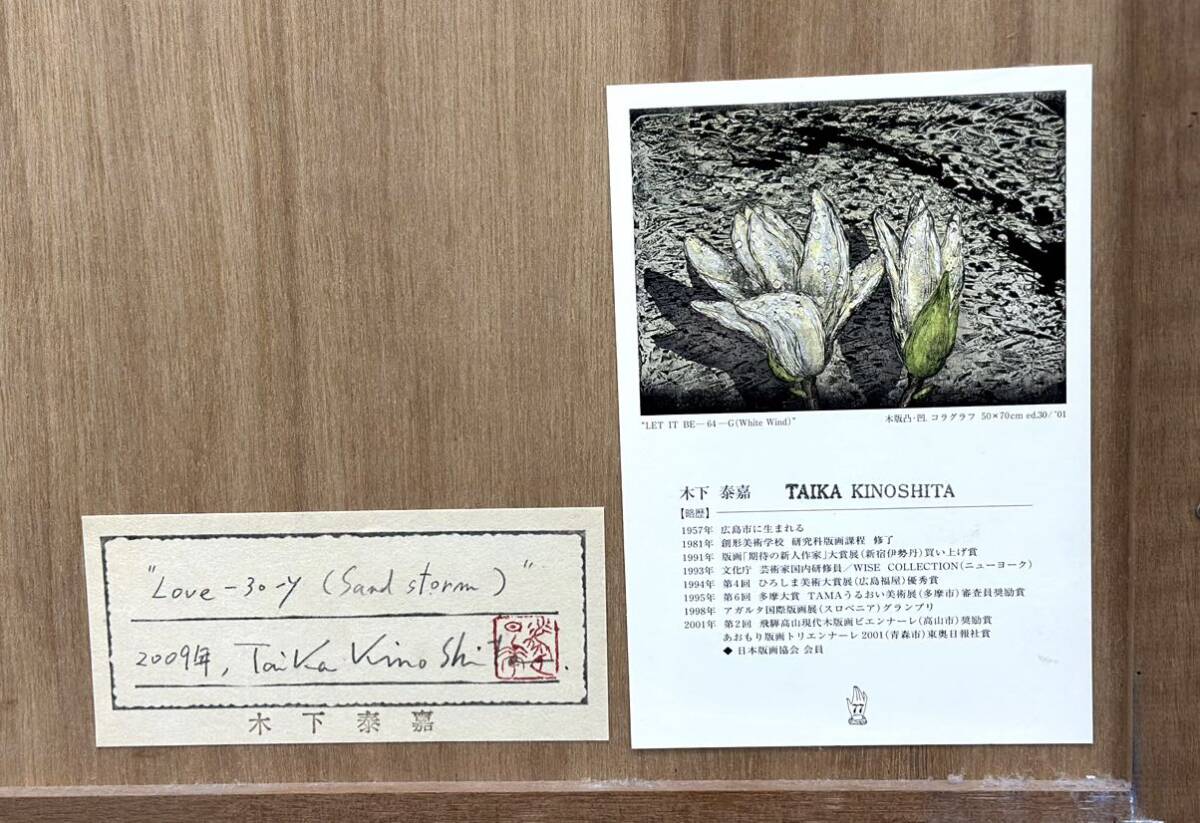 "Love-30-y (Sand storm)"
2009年, Taika Kinoshita.
木下泰嘉
"LET IT BE—64—G(White Wind)"
木版凸・凹. コラグラフ 50×70cm ed.30/'01
木下 泰嘉 TAIKA KINOSHITA
【略歴】
1957年 広島市に生まれる
1981年 創形美術学校 研究科版画課程 修了
1991年 版画「期待の新人作家」大賞展(新宿伊勢丹)買い上げ賞
1993年 文化庁 芸術家国内研修員/WISE COLLECTION(ニューヨーク)
1994年 第4回 ひろしま美術大賞展(広島福屋)優秀賞
1995年 第6回 多摩大賞 TAMAうるおい美術展(多摩市)審査員奨励賞
1998年 アガルタ国際版画展(スロベニア)グランプリ
2001年 第2回 飛騨高山現代木版画ビエンナーレ(高山市)奨励賞
あおもり版画トリエンナーレ2001(青森市)東奥日報社賞
◆ 日本版画協会 会員
77